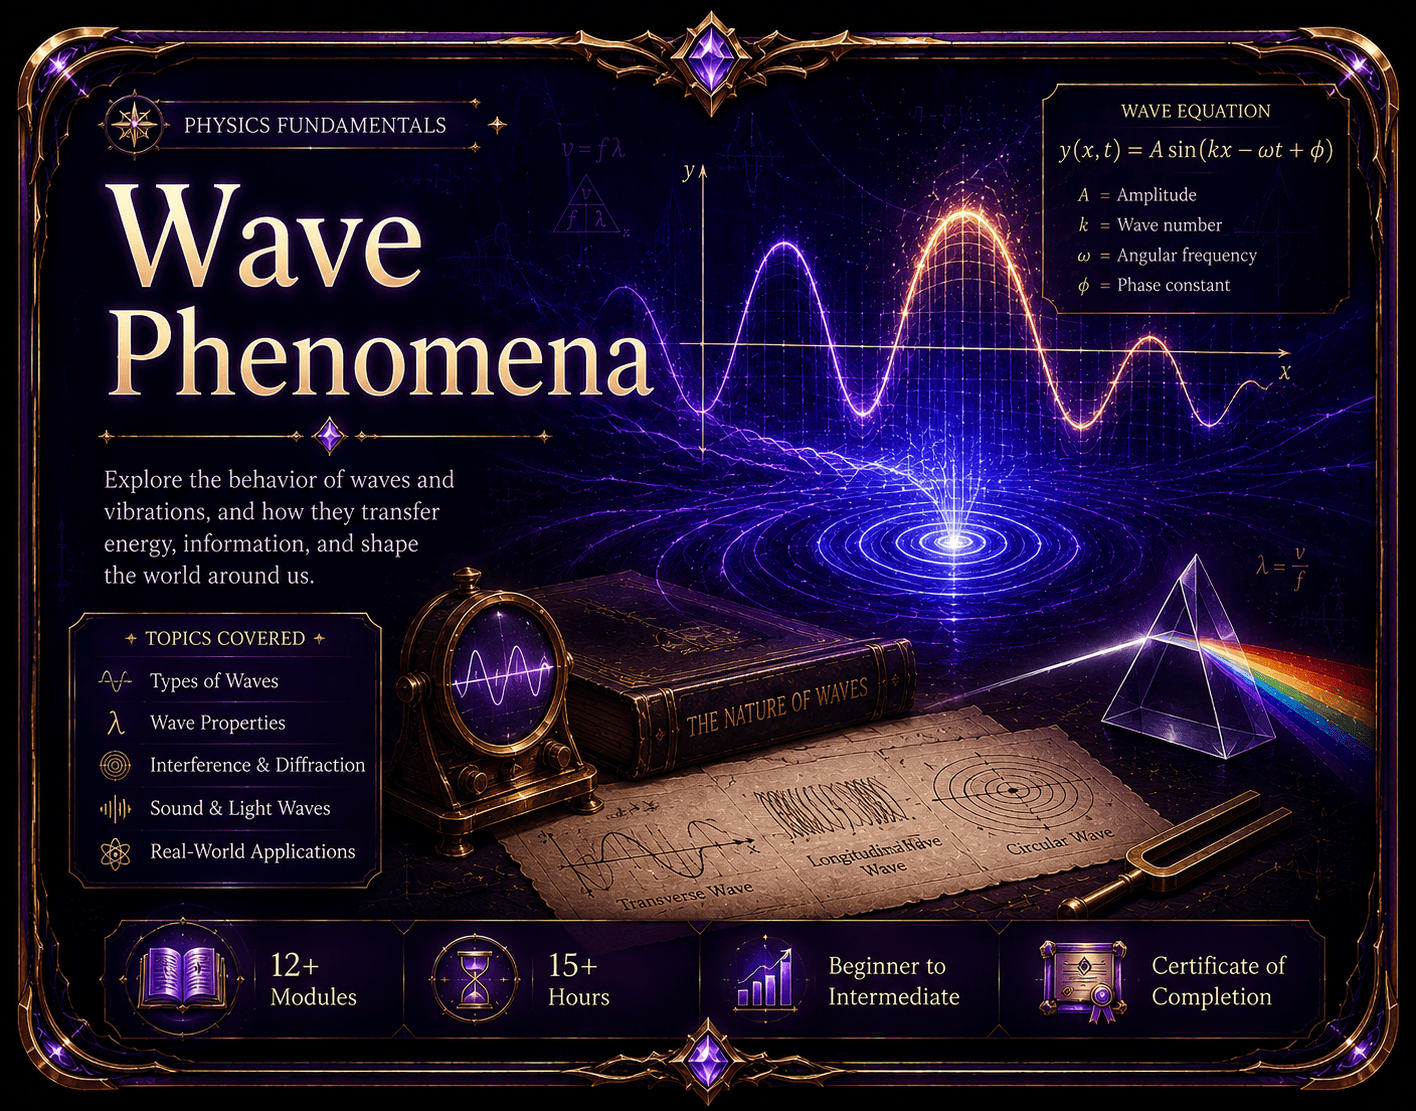 PHYSICS FUNDAMENTALS
Wave
Phenomena
Explore the behavior of waves and
vibrations, and how they transfer
energy, information, and shape
the world around us.
TOPICS COVERED
Types of Waves
λ Wave Properties
Interference & Diffraction
Sound & Light Waves
Real-World Applications
v = f λ
v
f λ
y
x
WAVE EQUATION
y(x, t) = A sin(kx − ωt + ϕ)
A = Amplitude
k = Wave number
ω = Angular frequency
ϕ = Phase constant
λ = v/f
THE NATURE OF WAVES
Transverse Wave
Wave
Circular Wave
12+
Modules
15+
Hours
Beginner to
Intermediate
Certificate of
Completion